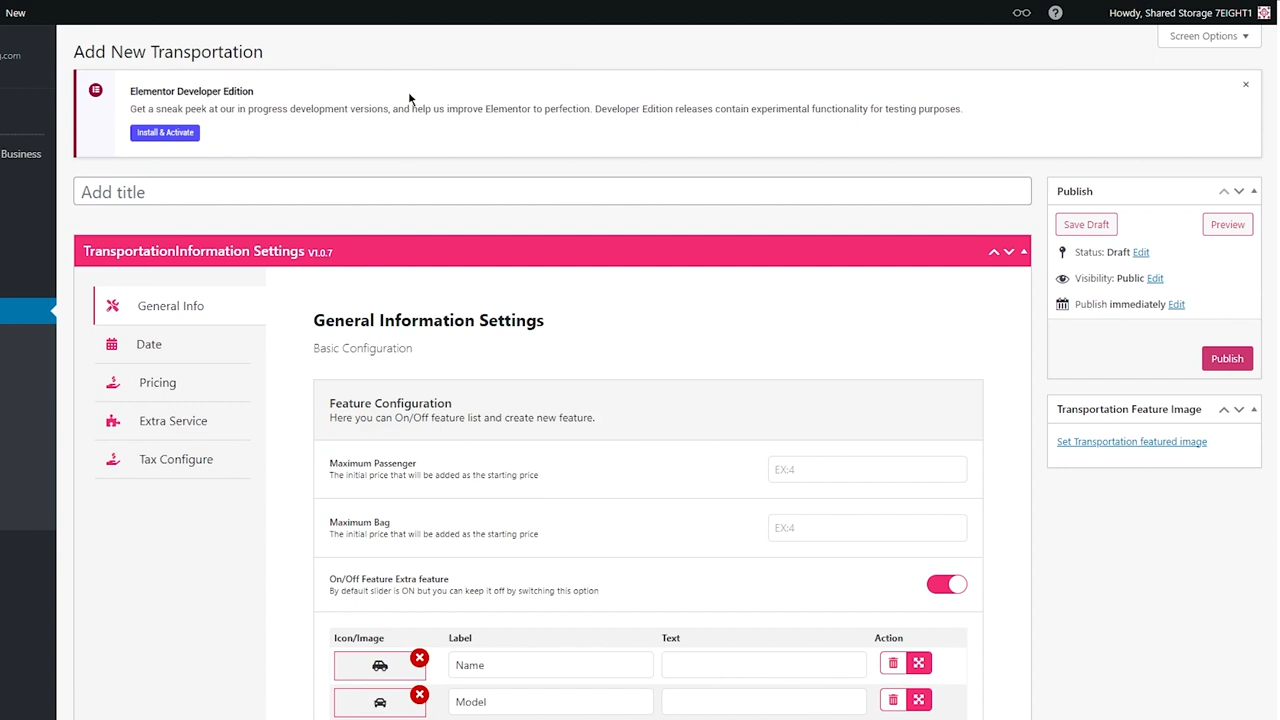 New
Howdy, Shared Storage 7EIGHT1
Screen Options
.com
Business
Add New Transportation
Elementor Developer Edition
Get a sneak peek at our in progress development versions, and help us improve Elementor to perfection. Developer Edition releases contain experimental functionality for testing purposes.
Install & Activate
Add title
TransportationInformation Settings V1.0.7
General Info
Date
Pricing
Extra Service
Tax Configure
General Information Settings
Basic Configuration
Feature Configuration
Here you can On/Off feature list and create new feature.
Maximum Passenger
The initial price that will be added as the starting price
EX:4
Maximum Bag
The initial price that will be added as the starting price
EX:4
On/Off Feature Extra feature
By default slider is ON but you can keep it off by switching this option
Icon/Image Label Text Action
Name
Model
Publish
Save Draft Preview
Status: Draft Edit
Visibility: Public Edit
Publish immediately Edit
Publish
Transportation Feature Image
Set Transportation featured image